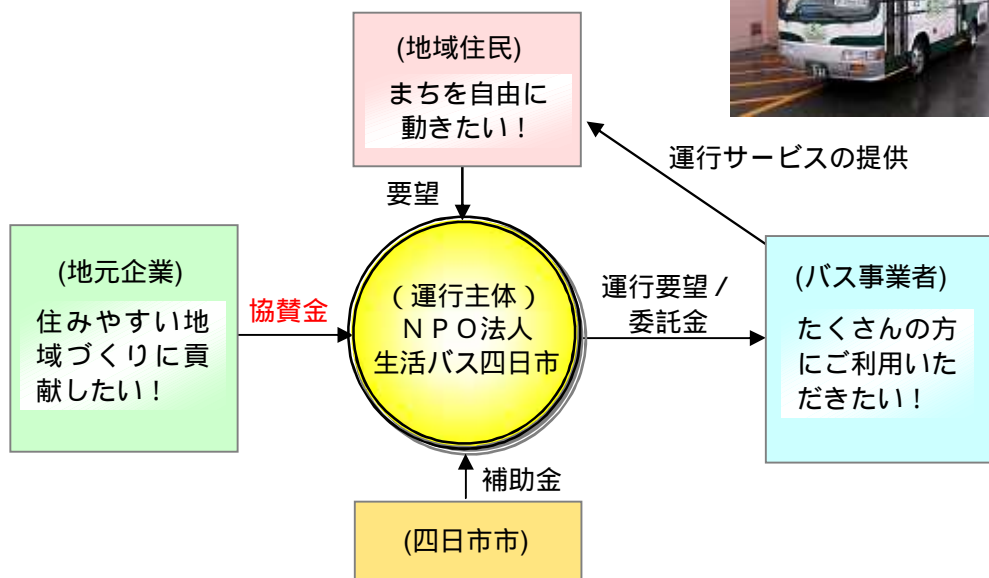 (地域住民)
まちを自由に
動きたい！
運行サービスの提供
要望
(地元企業)
住みやすい地
域づくりに貢
献したい！
協賛金
（運行主体）
ＮＰＯ法人
生活バス四日市
運行要望／
委託金
(バス事業者)
たくさんの方
にご利用いた
だきたい！
補助金
(四日市市)